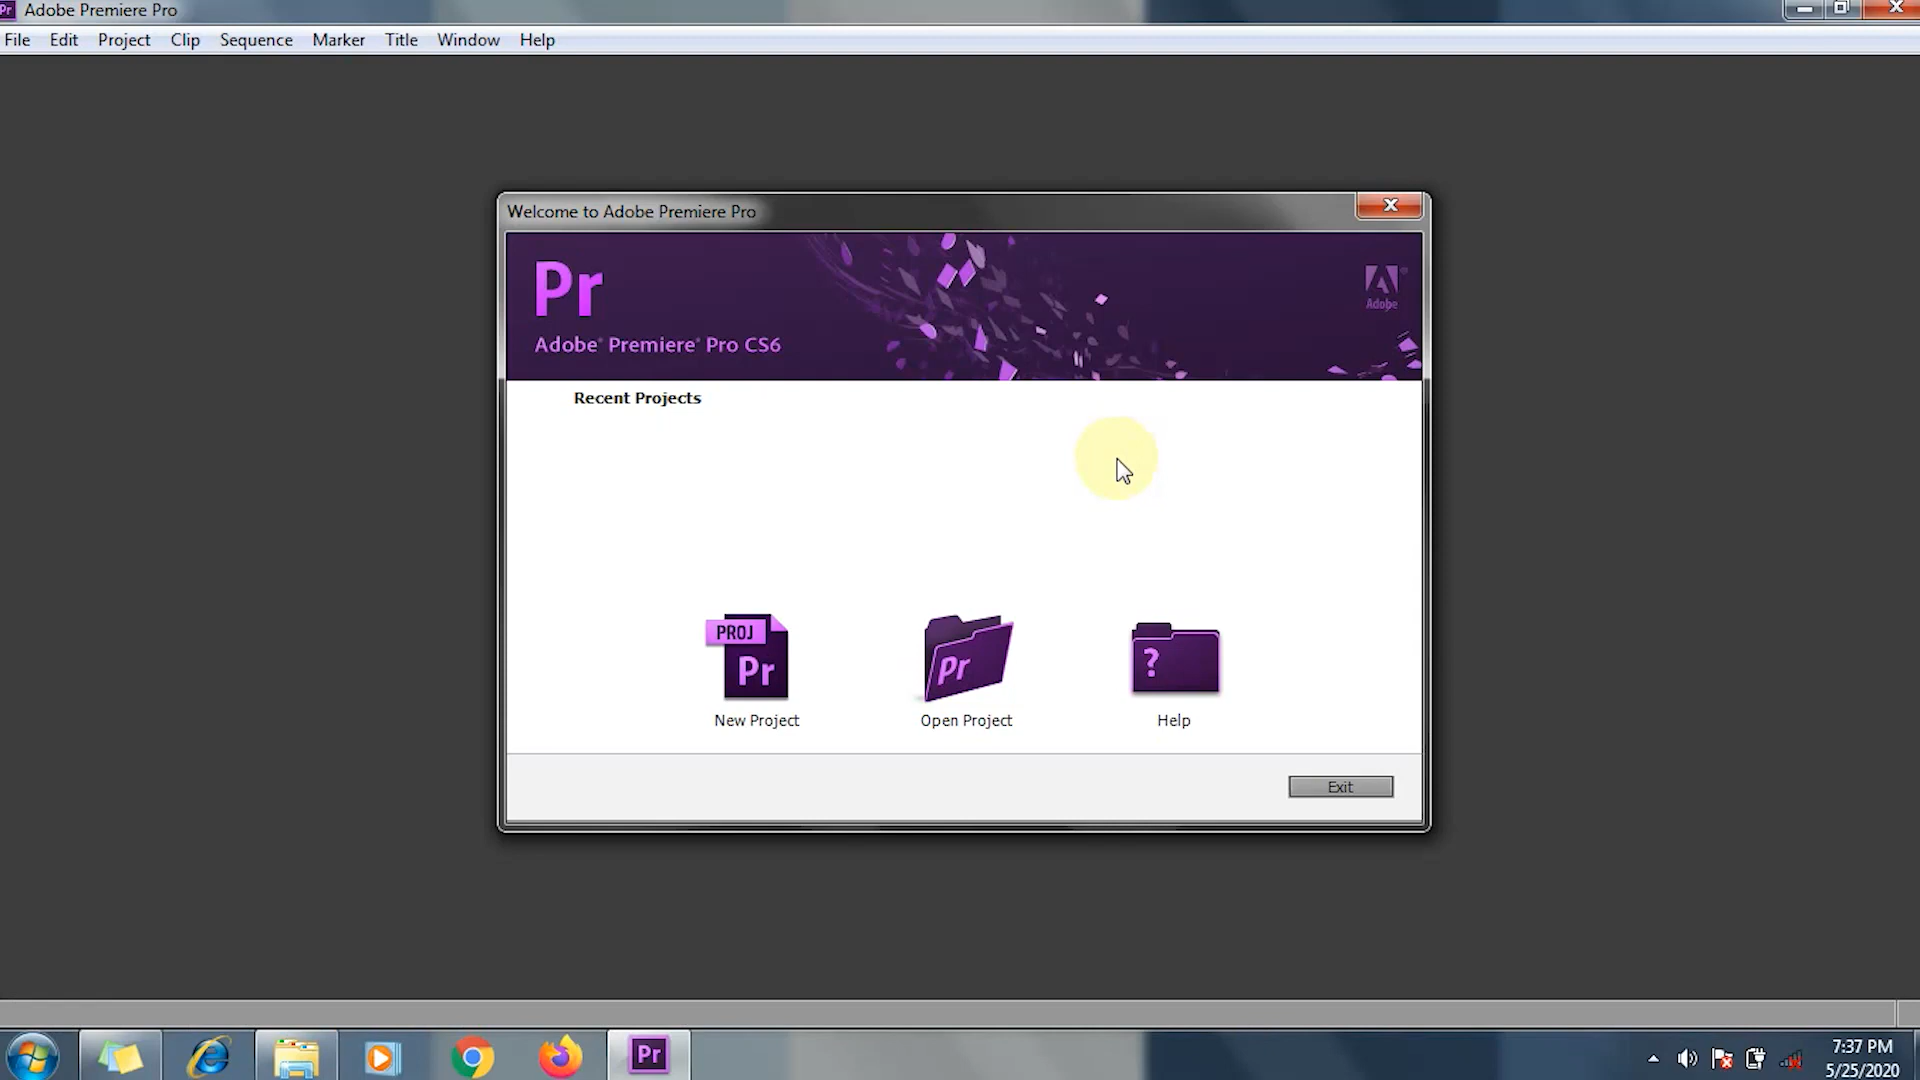 Pr Adobe Premiere Pro
File Edit Project Clip Sequence Marker Title Window Help
Welcome to Adobe Premiere Pro
Pr
Adobe
Adobe® Premiere® Pro CS6
Recent Projects
PROJ
Pr
Pr
?
New Project Open Project Help
Exit
Pr
7:37 PM
5/25/2020